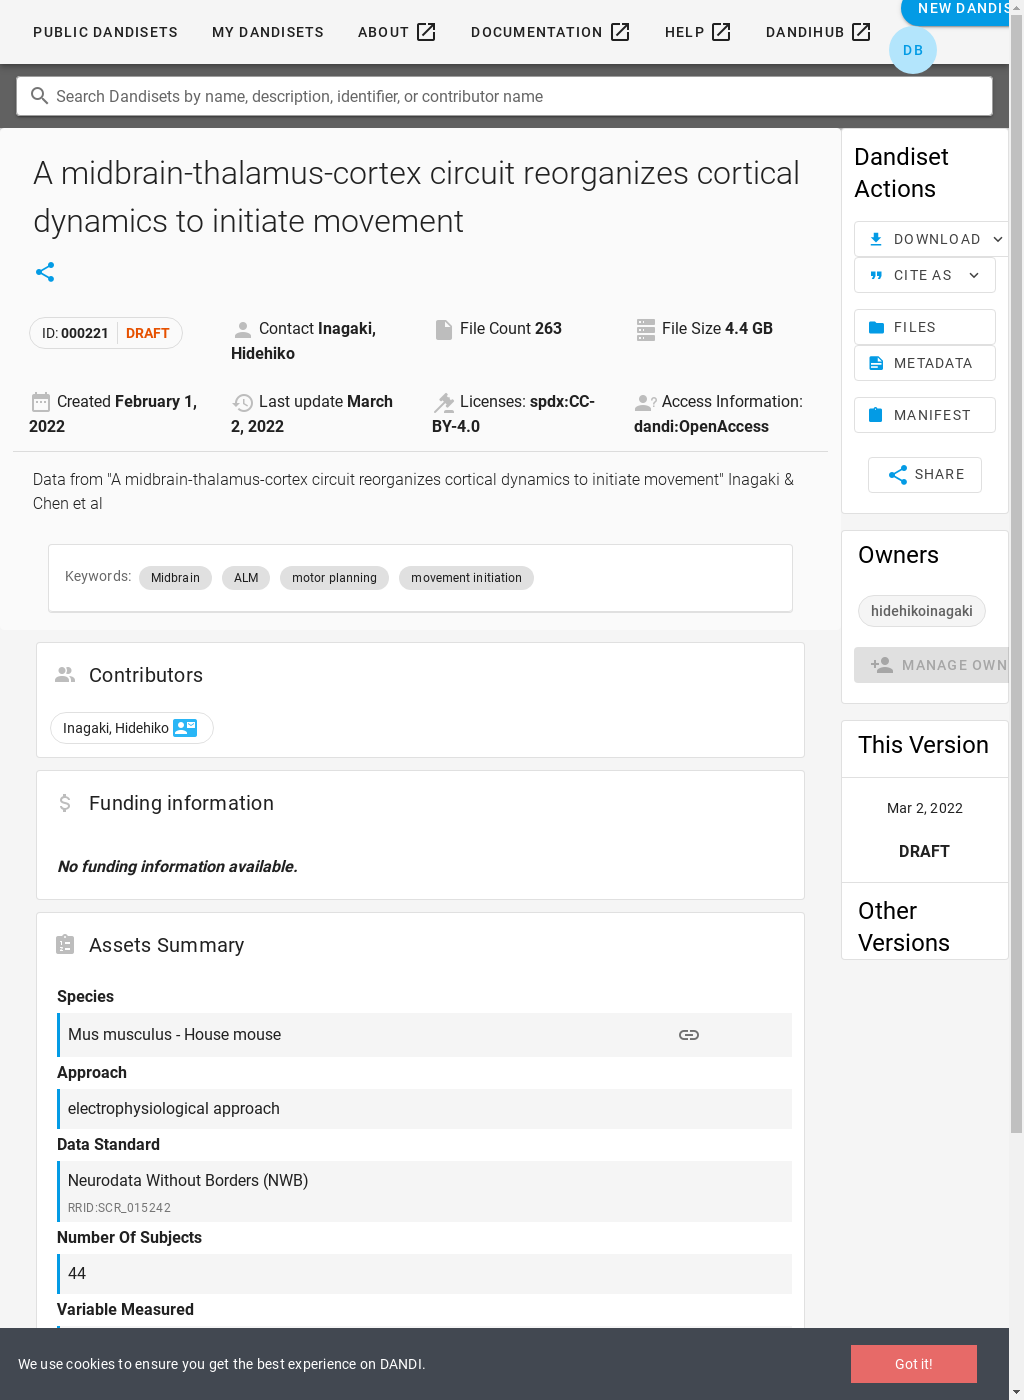 PUBLIC DANDISETS MY DANDISETS ABOUT DOCUMENTATION HELP DANDIHUB NEW DANDIS
DB
Search Dandisets by name, description, identifier, or contributor name
A midbrain-thalamus-cortex circuit reorganizes cortical
dynamics to initiate movement
ID: 000221 DRAFT
Contact Inagaki,
Hidehiko
File Count 263
File Size 4.4 GB
Created February 1,
2022
Last update March
2, 2022
Licenses: spdx:CC-
BY-4.0
Access Information:
dandi:OpenAccess
Data from "A midbrain-thalamus-cortex circuit reorganizes cortical dynamics to initiate movement" Inagaki &
Chen et al
Keywords: Midbrain ALM motor planning movement initiation
Contributors
Inagaki, Hidehiko
Funding information
No funding information available.
Assets Summary
Species
Mus musculus - House mouse
Approach
electrophysiological approach
Data Standard
Neurodata Without Borders (NWB)
RRID:SCR_015242
Number Of Subjects
44
Variable Measured
Dandiset
Actions
DOWNLOAD
CITE AS
FILES
METADATA
MANIFEST
SHARE
Owners
hidehikoinagaki
MANAGE OWN
This Version
Mar 2, 2022
DRAFT
Other
Versions
We use cookies to ensure you get the best experience on DANDI.
Got it!